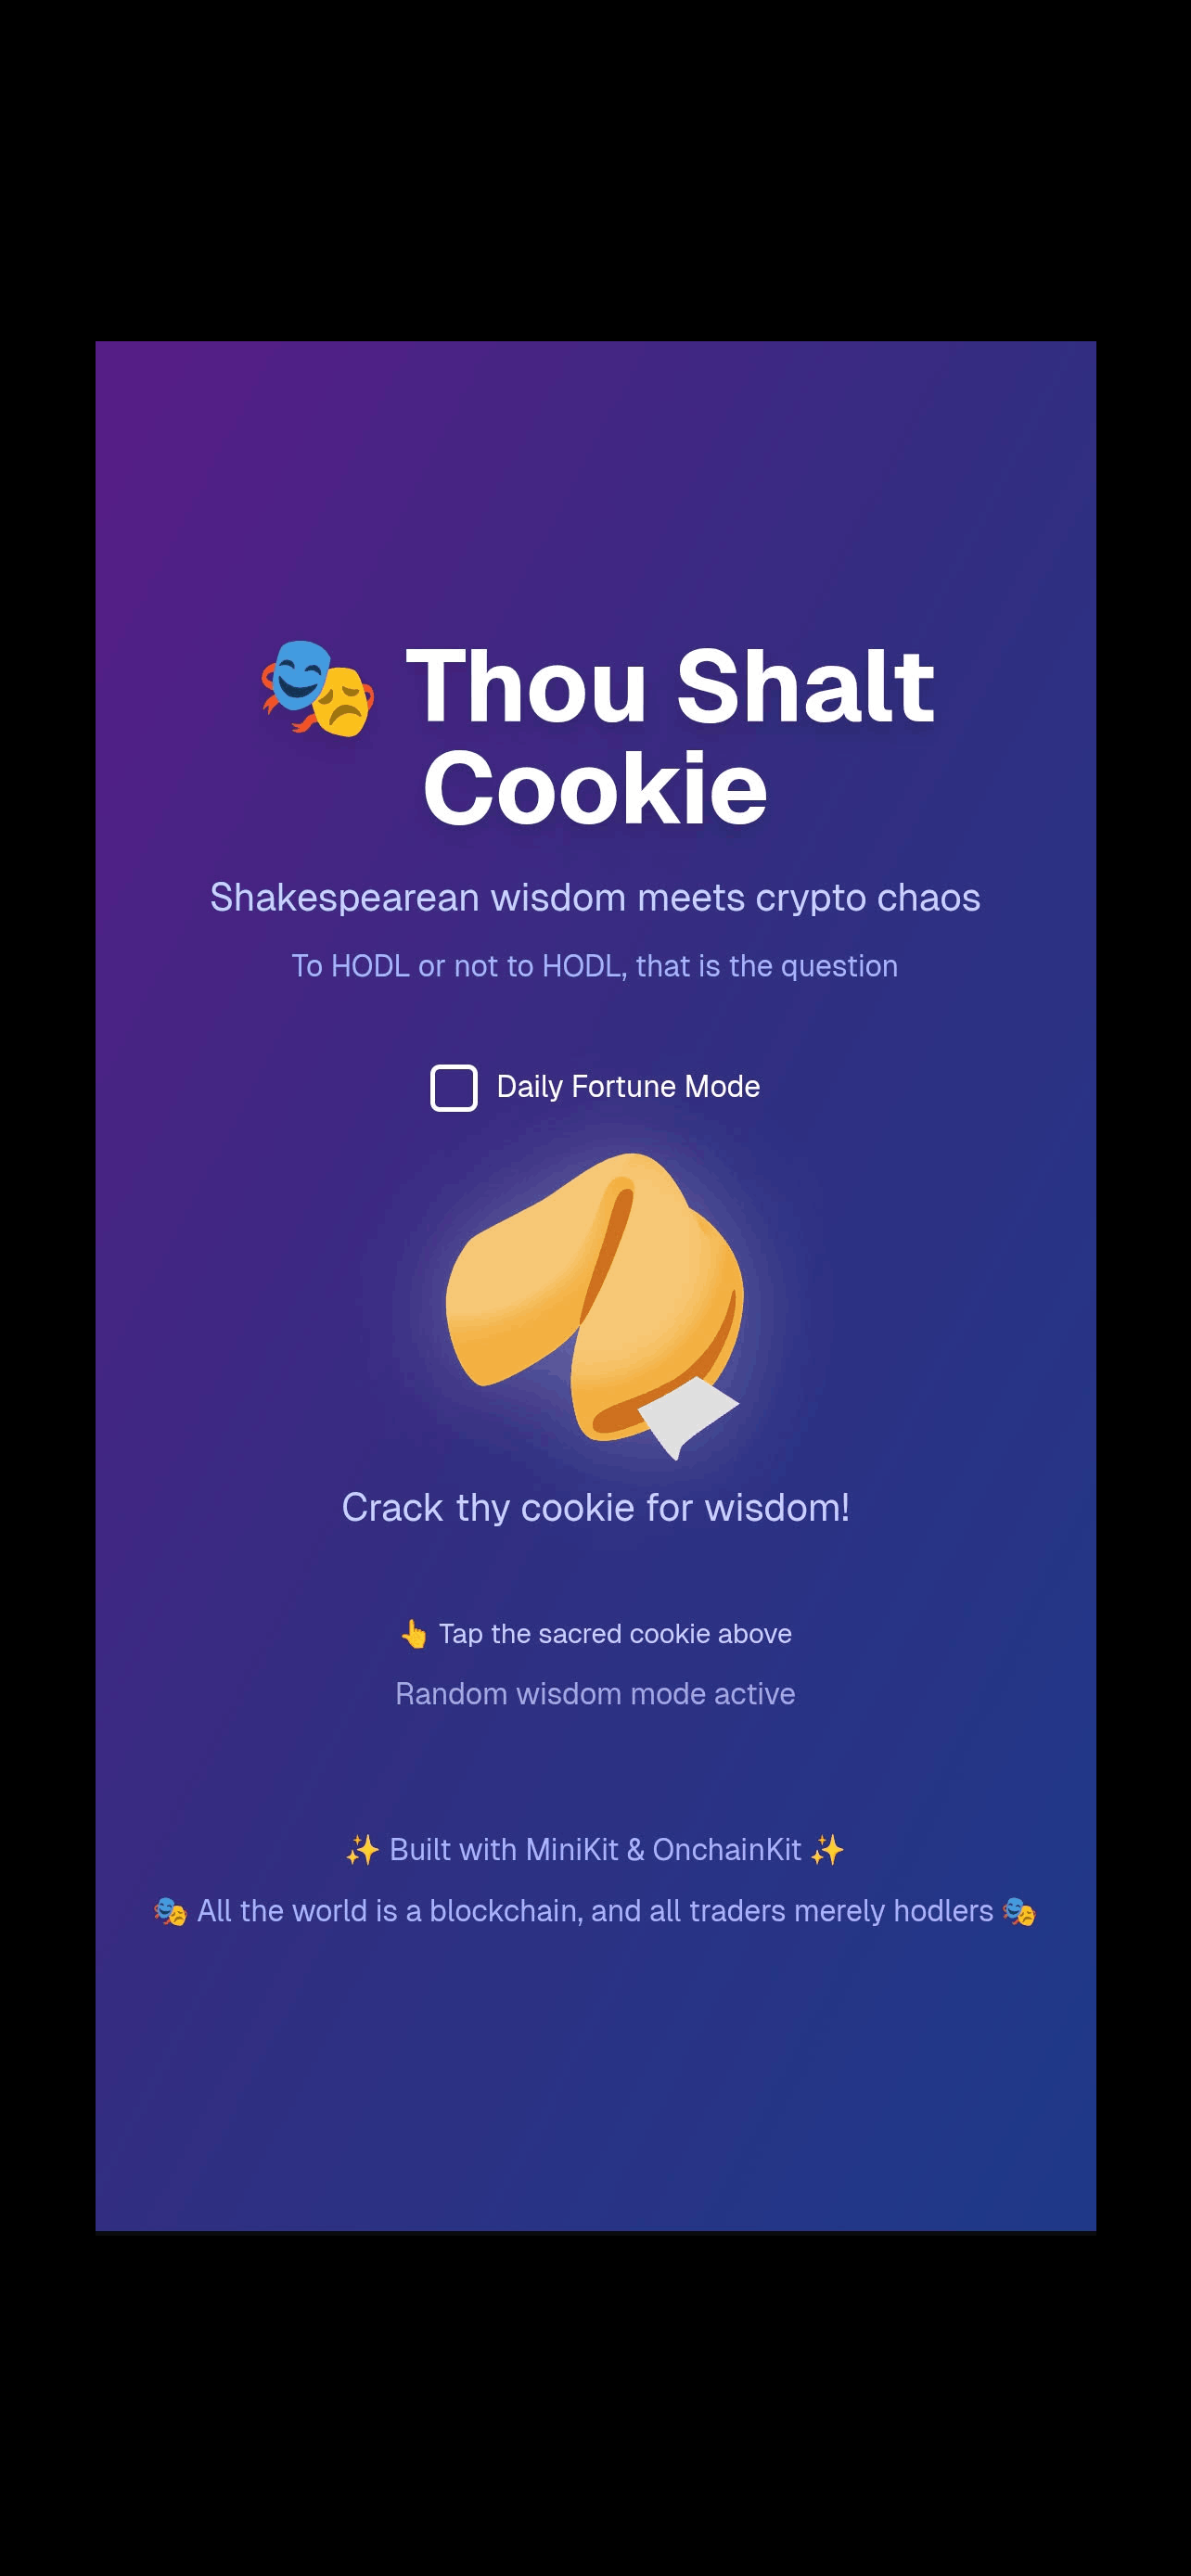 🎭 Thou Shalt
Cookie
Shakespearean wisdom meets crypto chaos
To HODL or not to HODL, that is the question
Daily Fortune Mode
Crack thy cookie for wisdom!
👆 Tap the sacred cookie above
Random wisdom mode active
✨ Built with MiniKit & OnchainKit ✨
🎭 All the world is a blockchain, and all traders merely hodlers 🎭